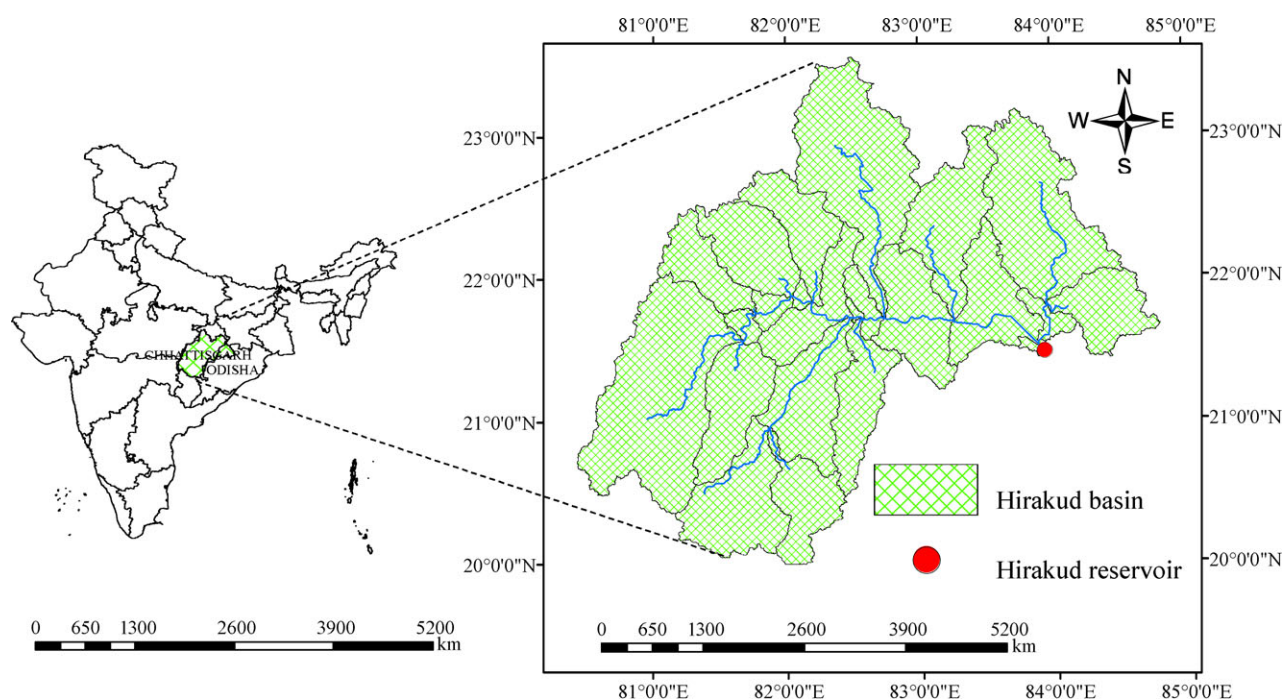 81°0'0"E 82°0'0"E 83°0'0"E 84°0'0"E 85°0'0"E
N
W E
S
23°0'0"N 23°0'0"N
22°0'0"N 22°0'0"N
CHHATTISGARH
ODISHA
21°0'0"N 21°0'0"N
Hirakud basin
20°0'0"N 20°0'0"N
Hirakud reservoir
0 650 1300 2600 3900 5200
km
0 650 1300 2600 3900 5200
km
81°0'0"E 82°0'0"E 83°0'0"E 84°0'0"E 85°0'0"E